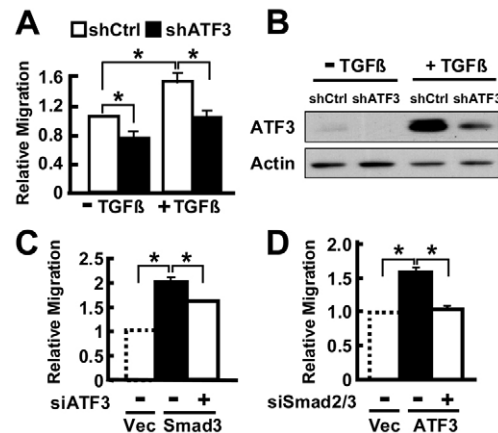 A
shCtrl shATF3
Relative Migration
1.6
1.2
0.8
0.4
0
*
*
*
- TGFß + TGFß
B
- TGFß + TGFß
shCtrl shATF3 shCtrl shATF3
ATF3
Actin
C
Relative Migration
2.5
2
1.5
1
0.5
0
* *
siATF3 - - +
Vec Smad3
D
Relative Migration
2.0
1.5
1.0
0.5
0
* *
siSmad2/3 - - +
Vec ATF3